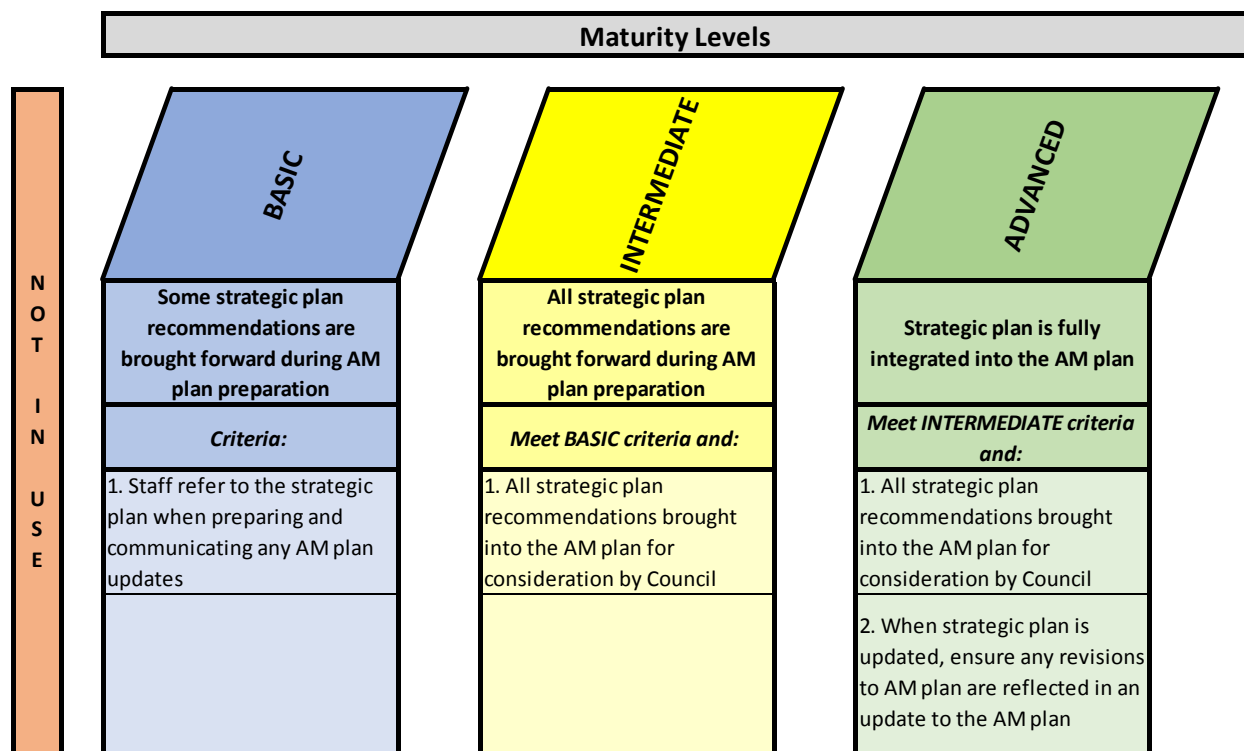 Maturity Levels
NOT IN USE
BASIC
Some strategic plan
recommendations are
brought forward during AM
plan preparation
Criteria:
1. Staff refer to the strategic
plan when preparing and
communicating any AM plan
updates
INTERMEDIATE
All strategic plan
recommendations are
brought forward during AM
plan preparation
Meet BASIC criteria and:
1. All strategic plan
recommendations brought
into the AM plan for
consideration by Council
ADVANCED
Strategic plan is fully
integrated into the AM plan
Meet INTERMEDIATE criteria
and:
1. All strategic plan
recommendations brought
into the AM plan for
consideration by Council
2. When strategic plan is
updated, ensure any revisions
to AM plan are reflected in an
update to the AM plan